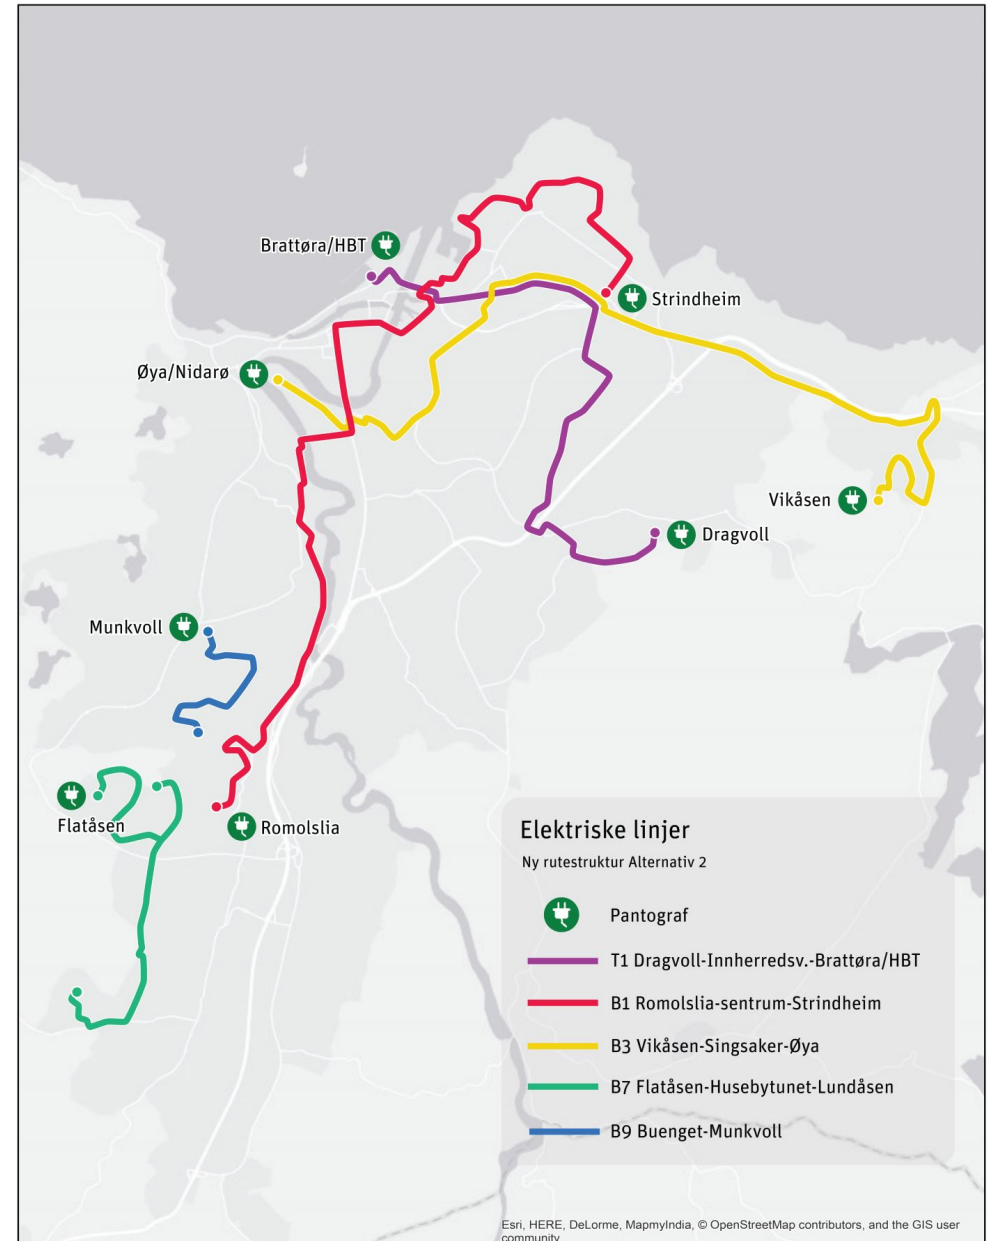 Brattøra/HBT
Strindheim
Øya/Nidarø
Vikåsen
Dragvoll
Munkvoll
Flatåsen
Romolslia
Elektriske linjer
Ny rutestruktur Alternativ 2
Pantograf
T1 Dragvoll-Innherredsv.-Brattøra/HBT
B1 Romolslia-sentrum-Strindheim
B3 Vikåsen-Singsaker-Øya
B7 Flatåsen-Husebytunet-Lundåsen
B9 Buenget-Munkvoll
Esri, HERE, DeLorme, MapmyIndia, © OpenStreetMap contributors, and the GIS user
community